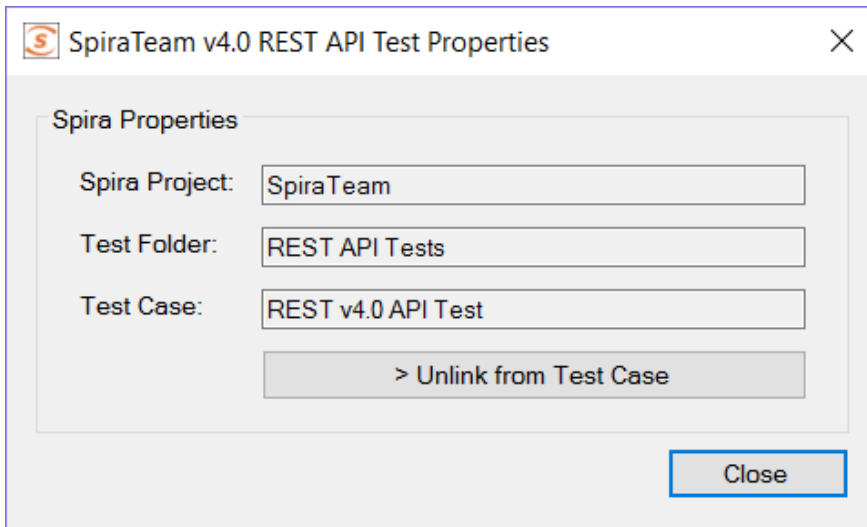 SpiraTeam v4.0 REST API Test Properties
Spira Properties
Spira Project: SpiraTeam
Test Folder: REST API Tests
Test Case: REST v4.0 API Test
> Unlink from Test Case
Close